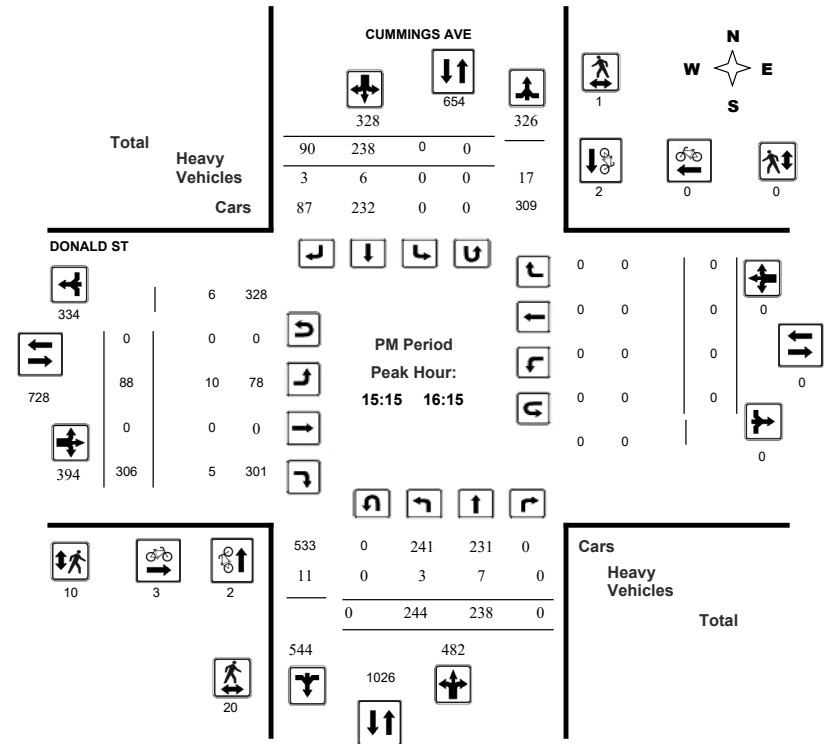 CUMMINGS AVE
N
W E
S
654
1
328 326
Total 90 238 0 0
Heavy
Vehicles 3 6 0 0 17
Cars 87 232 0 0 309
2 0 0
DONALD ST
334
6 328
0 0 0
728
88 10 78
0 0 0
394 306 5 301
PM Period
Peak Hour:
15:15 16:15
0 0 0
0 0 0 0
0 0 0
0
0 0 0
0 0
0
533 0 241 231 0 Cars
11 0 3 7 0 Heavy
Vehicles
0 244 238 0 Total
10 3 2
544 482
1026
20